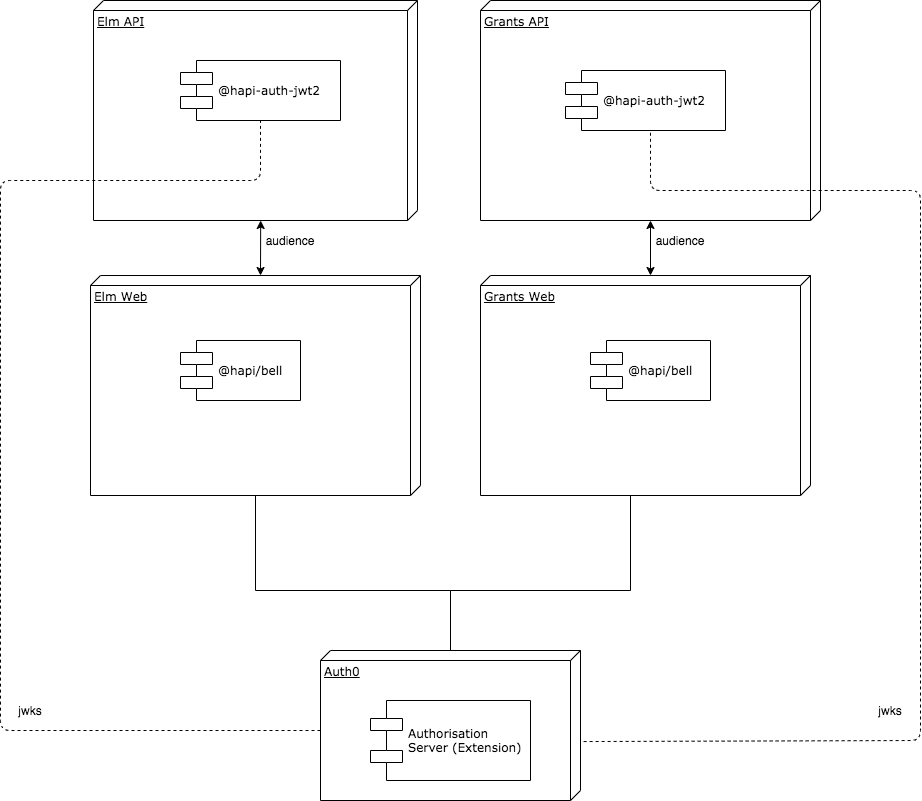 Elm API
Grants API
@hapi-auth-jwt2
@hapi-auth-jwt2
audience
audience
Elm Web
Grants Web
@hapi/bell
@hapi/bell
Auth0
jwks
jwks
Authorisation
Server (Extension)